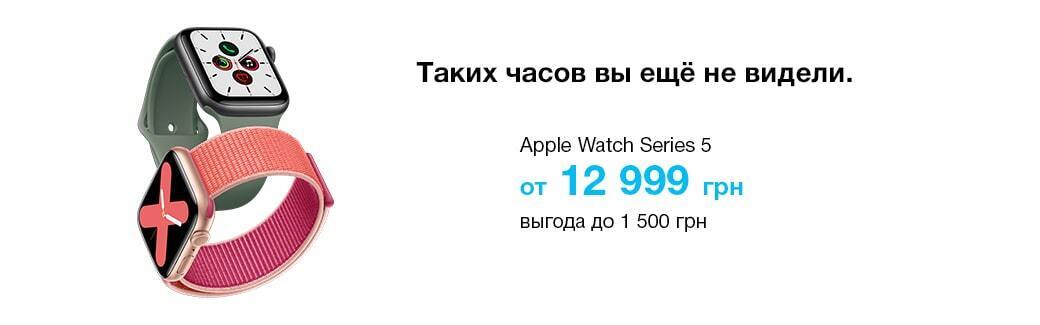 Таких часов вы ещё не видели.
Apple Watch Series 5
от 12 999 грн
выгода до 1 500 грн